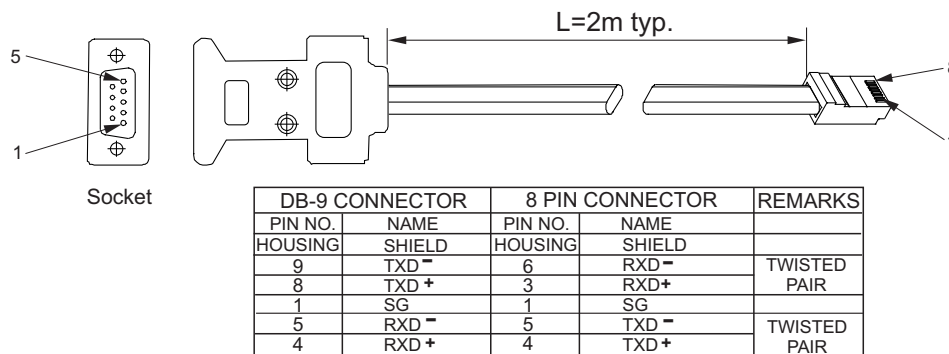 L=2m typ.
5
1
Socket
DB-9 CONNECTOR 8 PIN CONNECTOR REMARKS
PIN NO. NAME PIN NO. NAME
HOUSING SHIELD HOUSING SHIELD
9 TXD- 6 RXD- TWISTED
8 TXD+ 3 RXD+ PAIR
1 SG 1 SG
5 RXD- 5 TXD- TWISTED
4 RXD+ 4 TXD+ PAIR